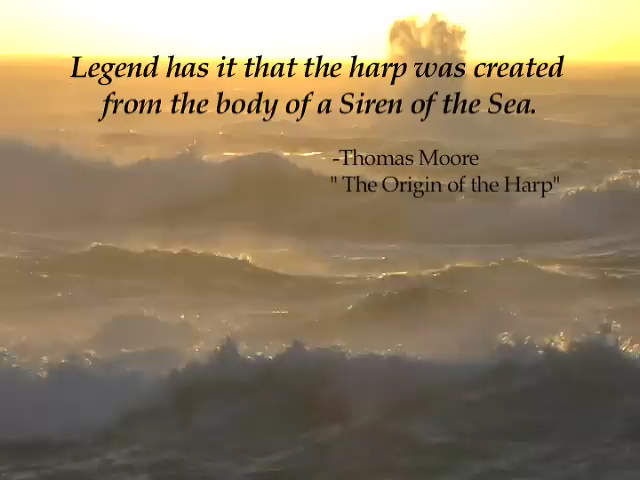 Legend has it that the harp was created
from the body of a Siren of the Sea.
-Thomas Moore
" The Origin of the Harp"